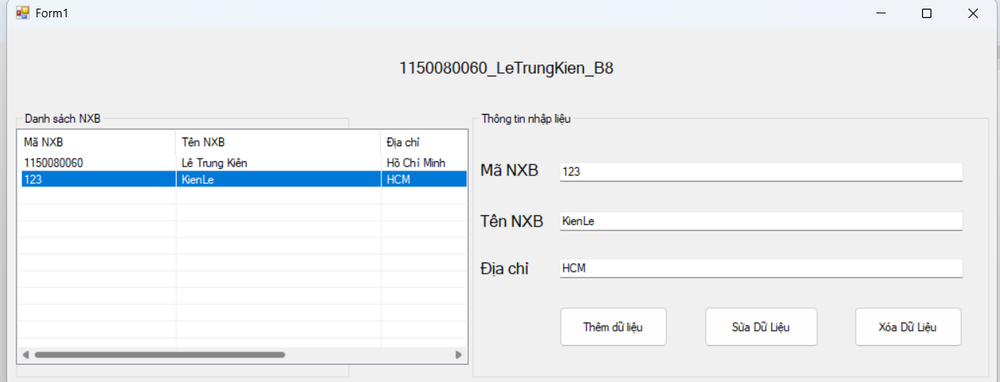 Form1
1150080060_LeTrungKien_B8
Danh sách NXB
Mã NXB Tên NXB Địa chỉ
1150080060 Lê Trung Kiên Hồ Chí Minh
123 KienLe HCM
Thông tin nhập liệu
Mã NXB 123
Tên NXB KienLe
Địa chỉ HCM
Thêm dữ liệu Sửa Dữ Liệu Xóa Dữ Liệu